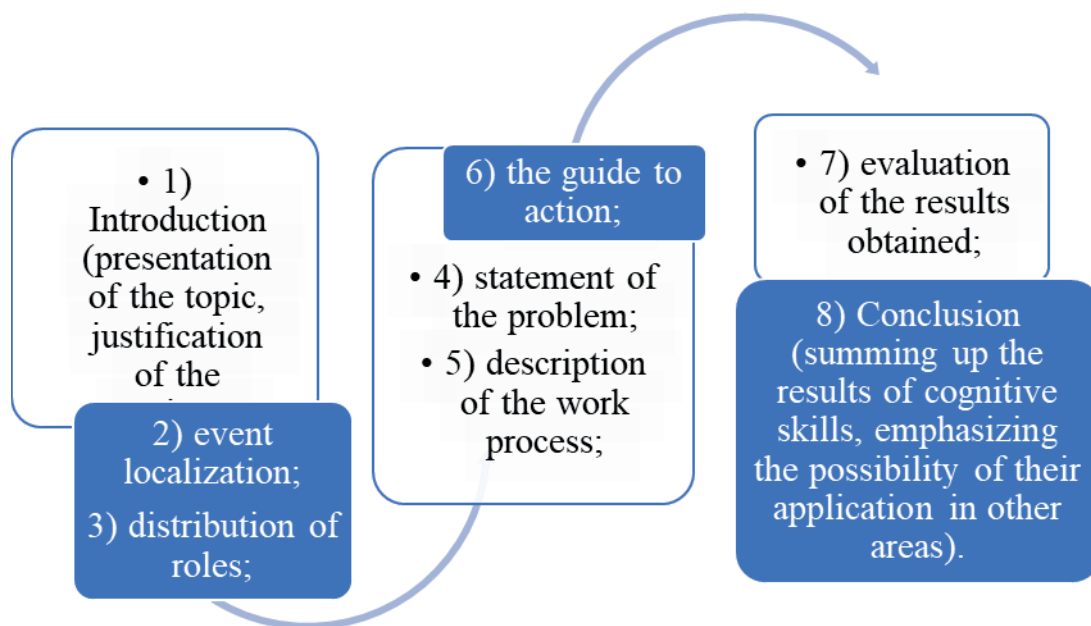 • 1)
Introduction
(presentation
of the topic,
justification
of the
2) event
localization;
3) distribution of
roles;
6) the guide to
action;
• 4) statement of
the problem;
• 5) description
of the work
process;
• 7) evaluation
of the results
obtained;
8) Conclusion
(summing up the
results of cognitive
skills, emphasizing
the possibility of their
application in other
areas).